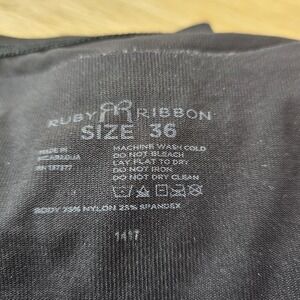 RUBY RIBBON
SIZE 36
MADE IN
NICARAGUA
MACHINE WASH COLD
DO NOT BLEACH
LAY FLAT TO DRY
DO NOT IRON
DO NOT DRY CLEAN
BODY 75% NYLON 25% SPANDEX
1417